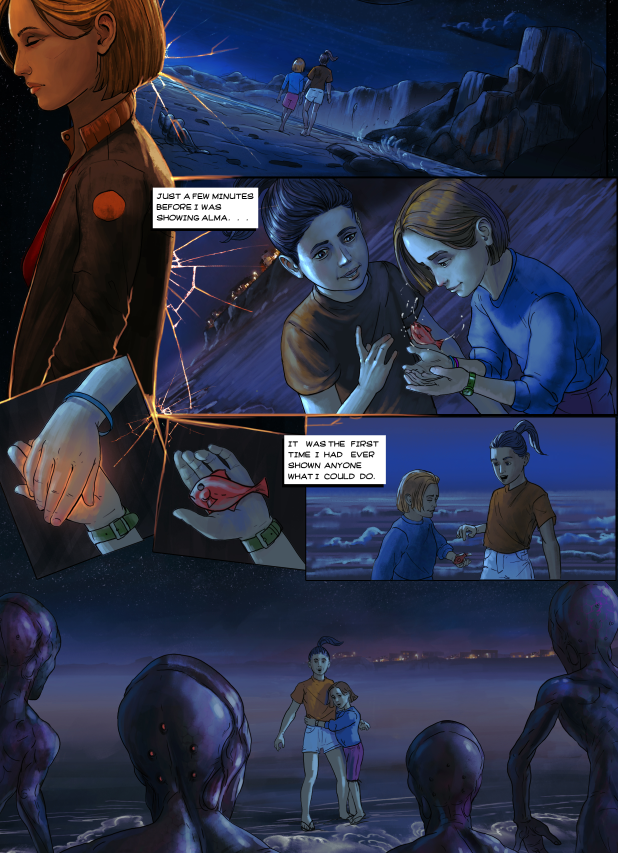 JUST A FEW MINUTES
BEFORE I WAS
SHOWING ALMA. . .
IT WAS THE FIRST
TIME I HAD EVER
SHOWN ANYONE
WHAT I COULD DO.